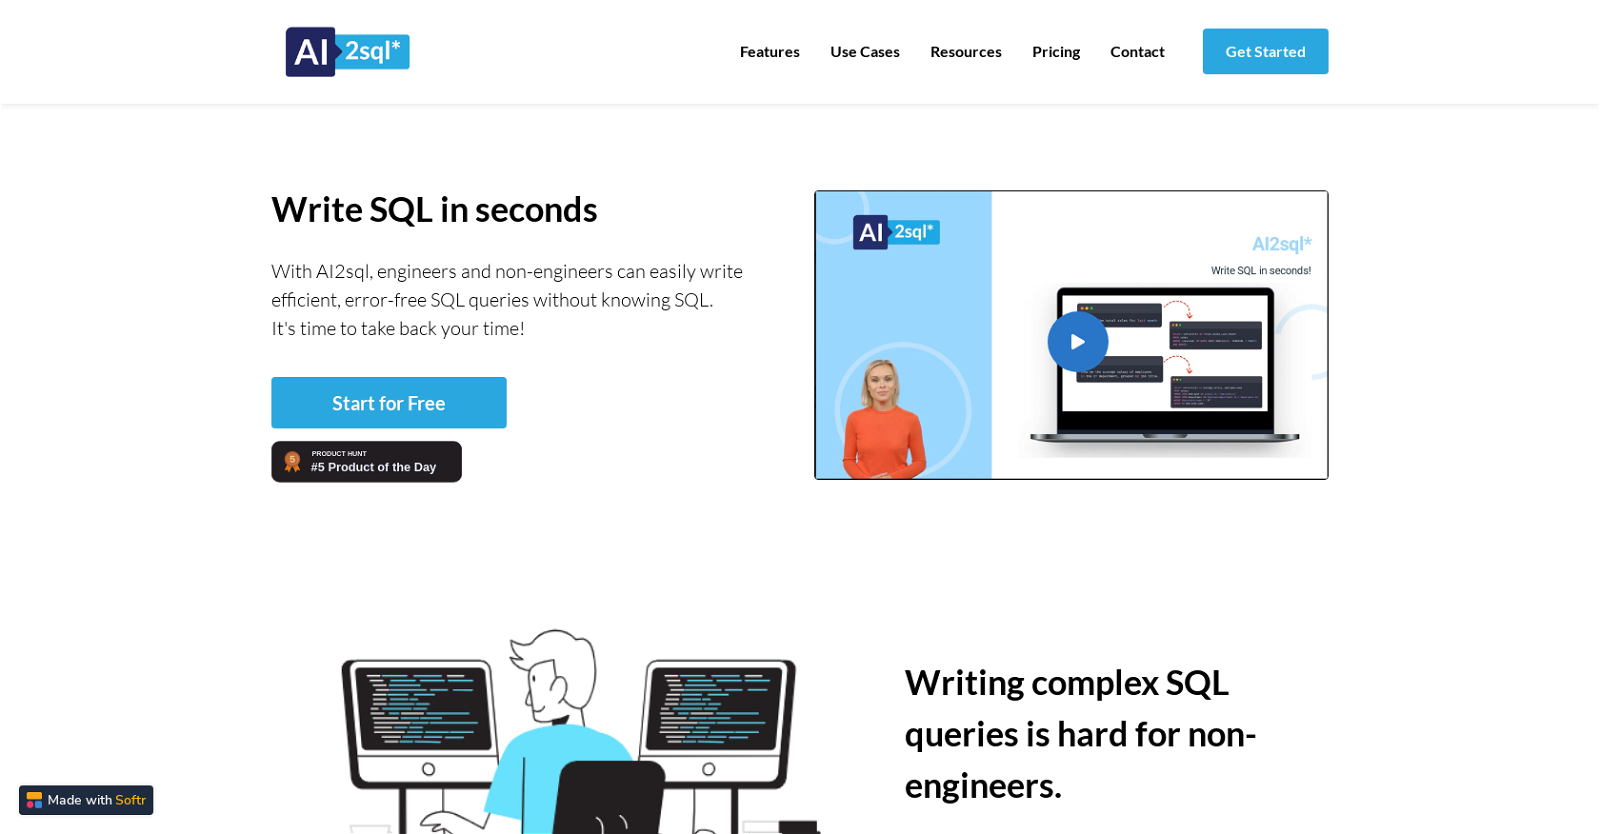 AI 2sql*
Features Use Cases Resources Pricing Contact Get Started
Write SQL in seconds
With AI2sql, engineers and non-engineers can easily write
efficient, error-free SQL queries without knowing SQL.
It's time to take back your time!
Start for Free
5
PRODUCT HUNT
#5 Product of the Day
AI 2sql*
AI2sql*
Write SQL in seconds!
Writing complex SQL
queries is hard for non-
engineers.
Made with Softr